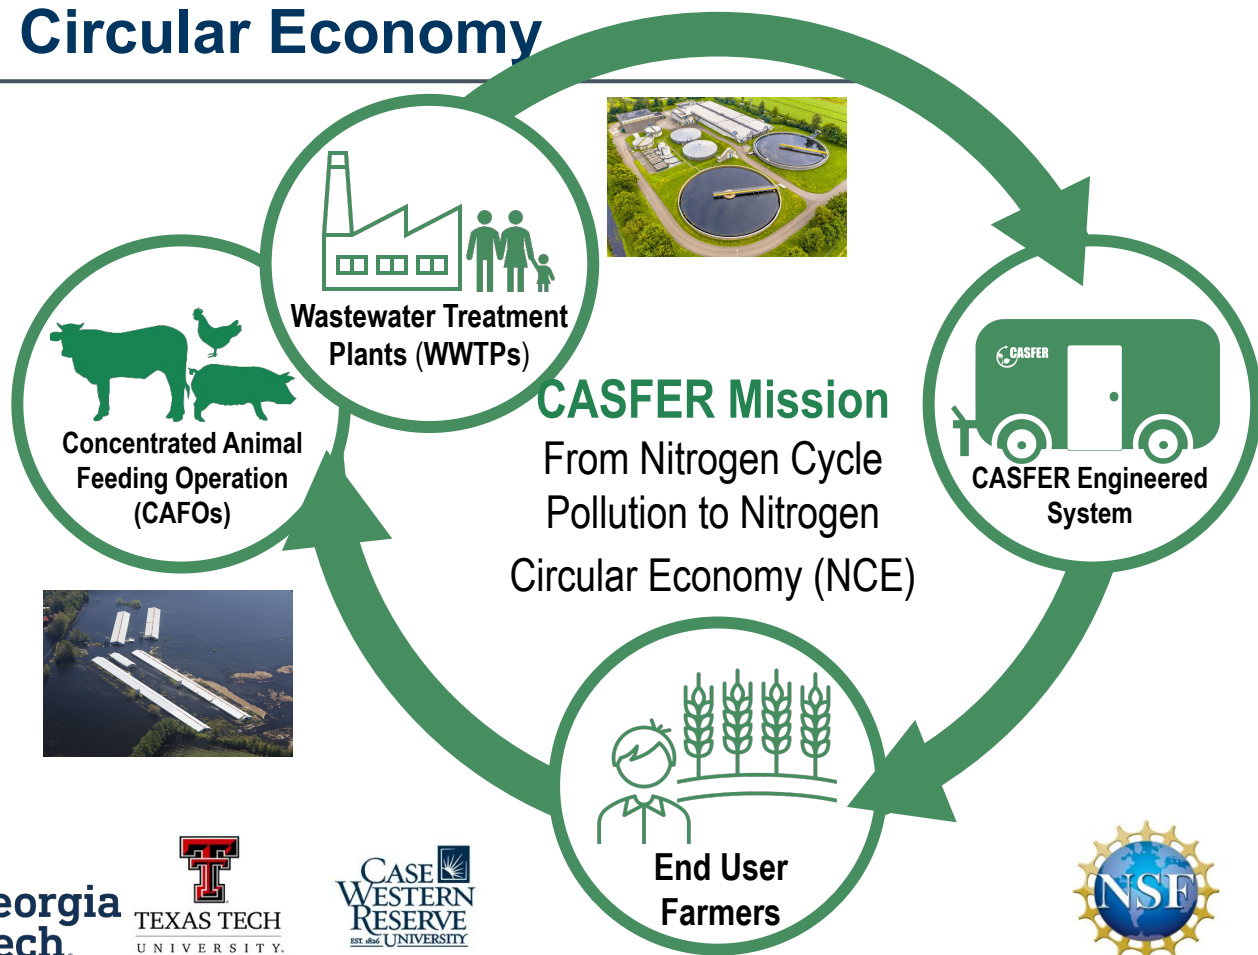 Circular Economy
Wastewater Treatment
Plants (WWTPs)
Concentrated Animal
Feeding Operation
(CAFOs)
CASFER Mission
From Nitrogen Cycle
Pollution to Nitrogen
Circular Economy (NCE)
CASFER
CASFER Engineered
System
End User
Farmers
eorgia
ech.
TEXAS TECH
UNIVERSITY.
CASE
WESTERN
RESERVE
EST. 1826 UNIVERSITY
NSF